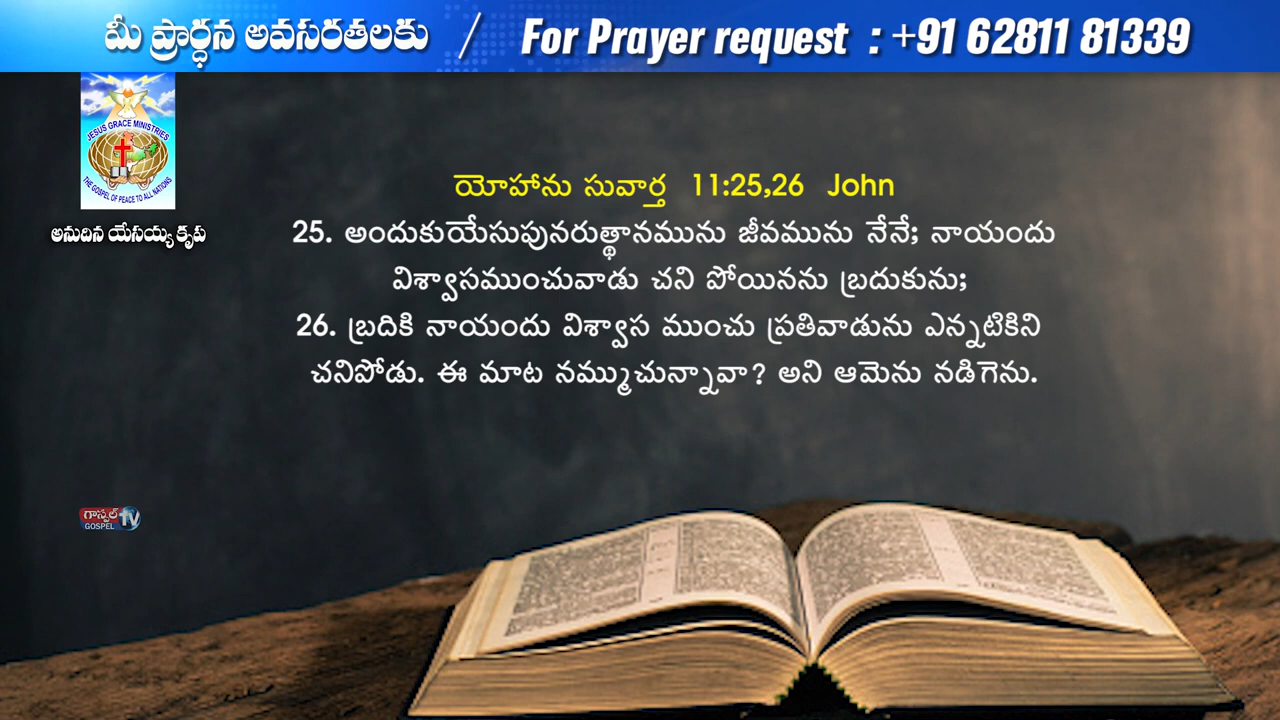 మీ ప్రార్ధన అవసరతలకు / For Prayer request : +91 62811 81339
JESUS GRACE MINISTRIES
THE GOSPEL OF PEACE TO ALL NATIONS
అనుదిన యేసయ్య కృప
యోహాను సువార్త 11:25,26 John
25. అందుకుయేసుపునరుత్థానమును జీవమును నేనే; నాయందు
విశ్వాసముంచువాడు చని పోయినను బ్రదుకును;
26. బ్రదికి నాయందు విశ్వాస ముంచు ప్రతివాడును ఎన్నటికిని
చనిపోడు. ఈ మాట నమ్ముచున్నావా? అని ఆమెను నడిగెను.
గాస్పల్ TV
GOSPEL